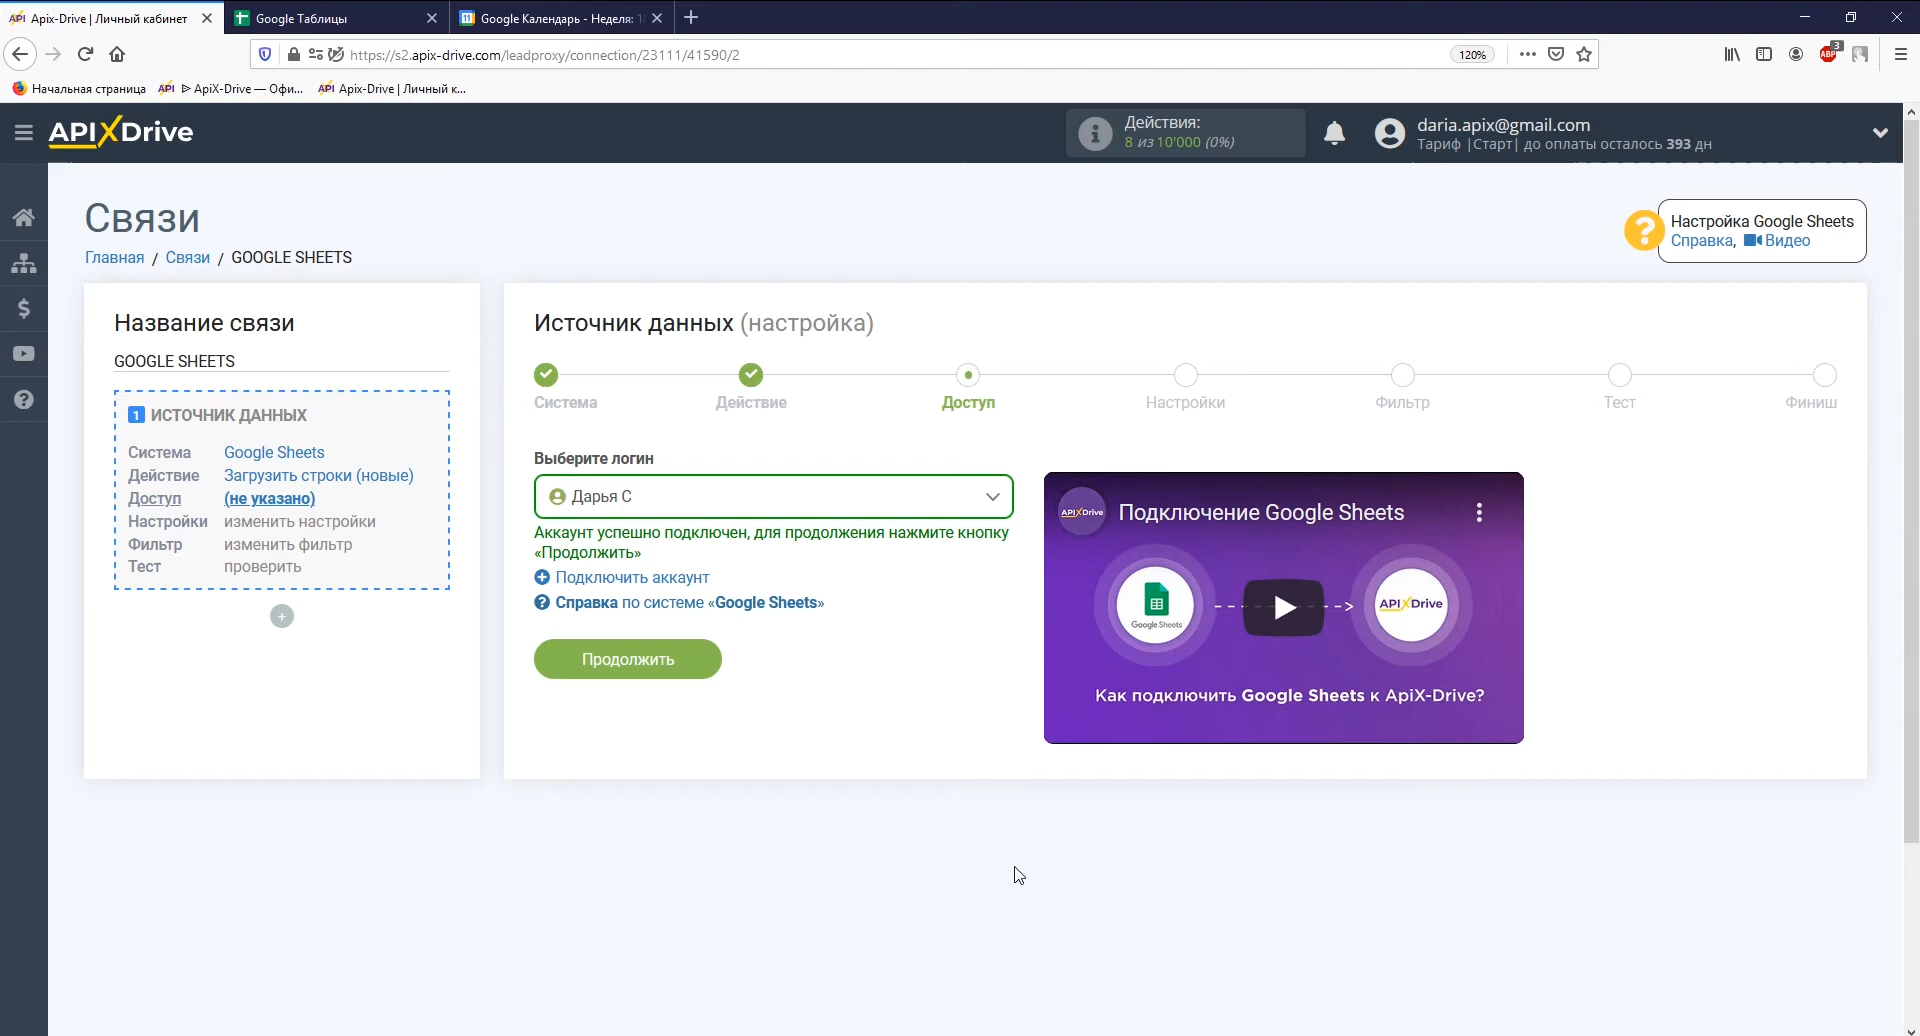 Apix-Drive | Личный кабинет
Google Таблицы
Google Календарь - Неделя:
https://s2.apix-drive.com/leadproxy/connection/23111/41590/2
120%
ABP
3
Начальная страница
API ᐅ ApiX-Drive — Офи...
API Apix-Drive | Личный к...
APIXDrive
Действия:
8 из 10'000 (0%)
daria.apix@gmail.com
Тариф |Старт| до оплаты осталось 393 дн
Связи
Настройка Google Sheets
Справка, Видео
Главная / Связи / GOOGLE SHEETS
Название связи
GOOGLE SHEETS
1 ИСТОЧНИК ДАННЫХ
Система Google Sheets
Действие Загрузить строки (новые)
Доступ (не указано)
Настройки изменить настройки
Фильтр изменить фильтр
Тест проверить
+
Источник данных (настройка)
Система
Действие
Доступ
Настройки
Фильтр
Тест
Финиш
Выберите логин
Дарья С
Аккаунт успешно подключен, для продолжения нажмите кнопку
«Продолжить»
Подключить аккаунт
Справка по системе «Google Sheets»
Продолжить
APIXDrive
Подключение Google Sheets
Google Sheets
APIXDrive
Как подключить Google Sheets к ApiX-Drive?